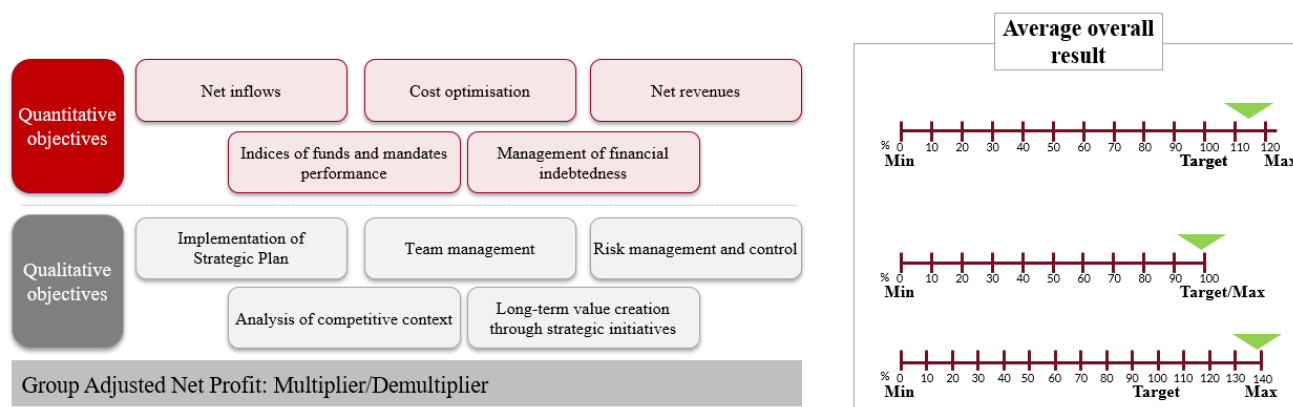 Average overall
result
Quantitative
objectives
Net inflows
Cost optimisation
Net revenues
Indices of funds and mandates
performance
Management of financial
indebtedness
% 0 10 20 30 40 50 60 70 80 90 100 110 120
Min Target Max
Qualitative
objectives
Implementation of
Strategic Plan
Team management
Risk management and control
Analysis of competitive context
Long-term value creation
through strategic initiatives
% 0 10 20 30 40 50 60 70 80 90 100
Min Target/Max
Group Adjusted Net Profit: Multiplier/Demultiplier
% 0 10 20 30 40 50 60 70 80 90 100 110 120 130 140
Min Target Max